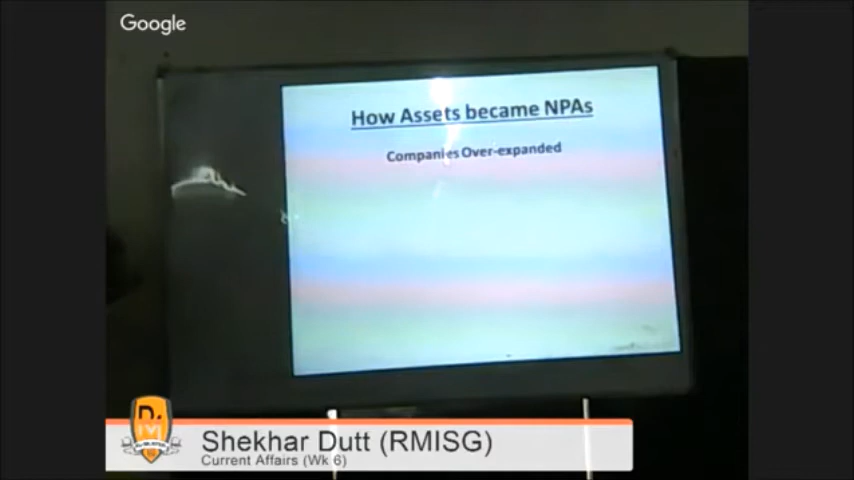 Google
How Assets became NPAs
Companies Over-expanded
Shekhar Dutt (RMISG)
Current Affairs (Wk 6)